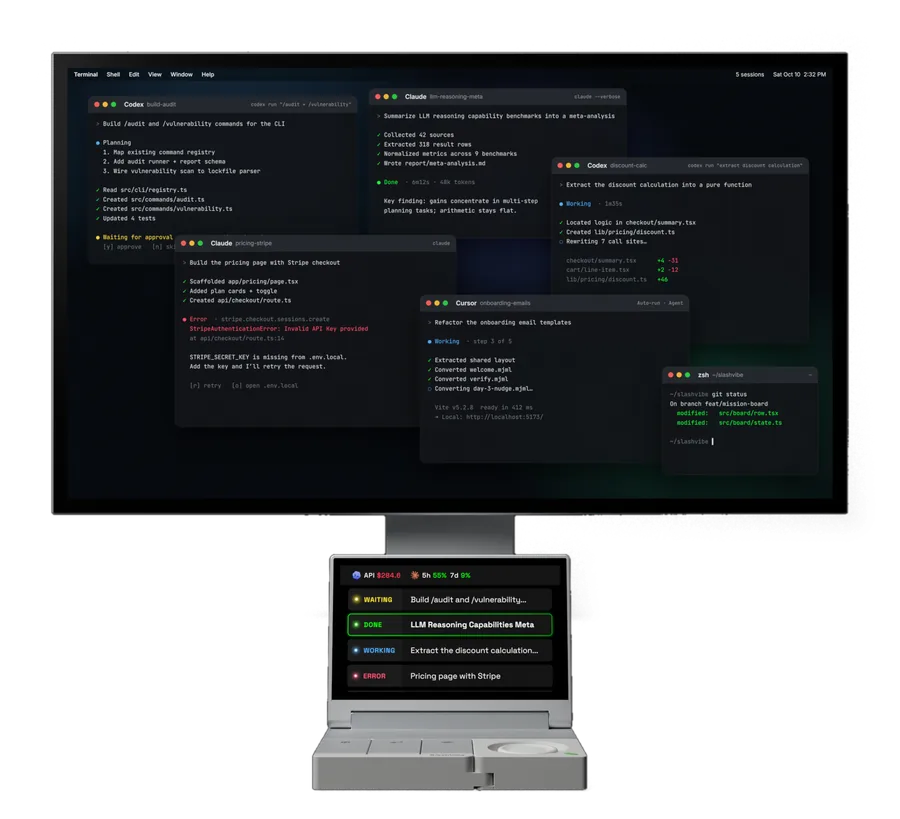 Terminal Shell Edit View Window Help
5 sessions Sat Oct 10 2:32 PM
Codex build-audit codex run "/audit + /vulnerability"
> Build /audit and /vulnerability commands for the CLI
● Planning
1. Map existing command registry
2. Add audit runner + report schema
3. Wire vulnerability scan to lockfile parser
✓ Read src/cli/registry.ts
✓ Created src/commands/audit.ts
✓ Created src/commands/vulnerability.ts
✓ Updated 4 tests
● Waiting for approval
[y] approve [n]
Claude llm-reasoning-meta claude --verbose
> Summarize LLM reasoning capability benchmarks into a meta-analysis
✓ Collected 42 sources
✓ Extracted 318 result rows
✓ Normalized metrics across 9 benchmarks
✓ Wrote report/meta-analysis.md
● Done · 6m12s · 48k tokens
Key finding: gains concentrate in multi-step
planning tasks; arithmetic stays flat.
Codex discount-calc codex run "extract discount calculation"
> Extract the discount calculation into a pure function
● Working · 1m35s
✓ Located logic in checkout/summary.tsx
✓ Created lib/pricing/discount.ts
○ Rewriting 7 call sites…
checkout/summary.tsx +4 -31
cart/line-item.tsx +2 -12
lib/pricing/discount.ts +46
Claude pricing-stripe claude
> Build the pricing page with Stripe checkout
✓ Scaffolded app/pricing/page.tsx
✓ Added plan cards + toggle
✓ Created api/checkout/route.ts
● Error · stripe.checkout.sessions.create
StripeAuthenticationError: Invalid API Key provided
at api/checkout/route.ts:14
STRIPE_SECRET_KEY is missing from .env.local.
Add the key and I'll retry the request.
[r] retry [o] open .env.local
Cursor onboarding-emails Auto-run · Agent
> Refactor the onboarding email templates
● Working · step 3 of 5
✓ Extracted shared layout
✓ Converted welcome.mjml
✓ Converted verify.mjml
○ Converting day-3-nudge.mjml…
Vite v5.2.8 ready in 412 ms
→ Local: http://localhost:5173/
zsh ~/slashvibe
~/slashvibe git status
On branch feat/mission-board
modified: src/board/row.tsx
modified: src/board/state.ts
~/slashvibe
API $284.6 5h 55% 7d 9%
WAITING Build /audit and /vulnerability...
DONE LLM Reasoning Capabilities Meta
WORKING Extract the discount calculation...
ERROR Pricing page with Stripe